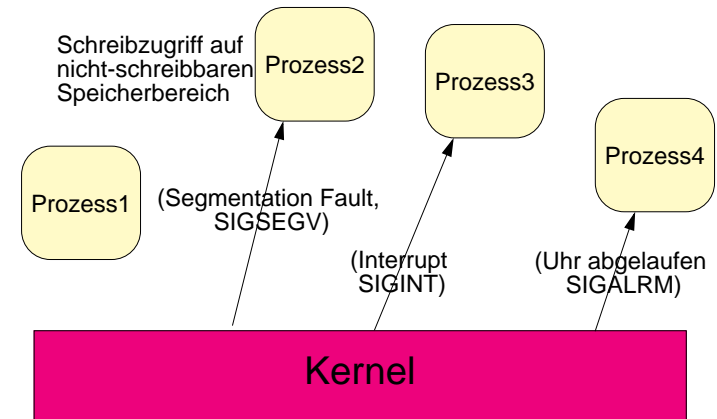 Schreibzugriff auf
nicht-schreibbaren
Speicherbereich
Prozess2
Prozess3
Prozess4
Prozess1
(Segmentation Fault,
SIGSEGV)
(Interrupt
SIGINT)
(Uhr abgelaufen
SIGALRM)
Kernel